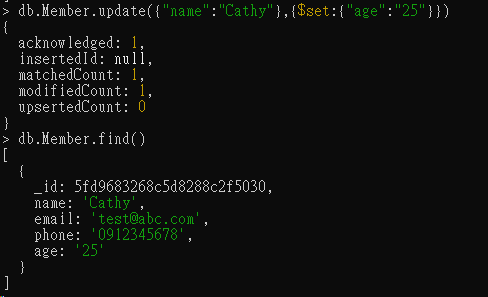 > db.Member.update({"name":"Cathy"},{$set:{"age":"25"}})
{
  acknowledged: 1,
  insertedId: null,
  matchedCount: 1,
  modifiedCount: 1,
  upsertedCount: 0
}
> db.Member.find()
[
  {
    _id: 5fd9683268c5d8288c2f5030,
    name: 'Cathy',
    email: 'test@abc.com',
    phone: '0912345678',
    age: '25'
  }
]